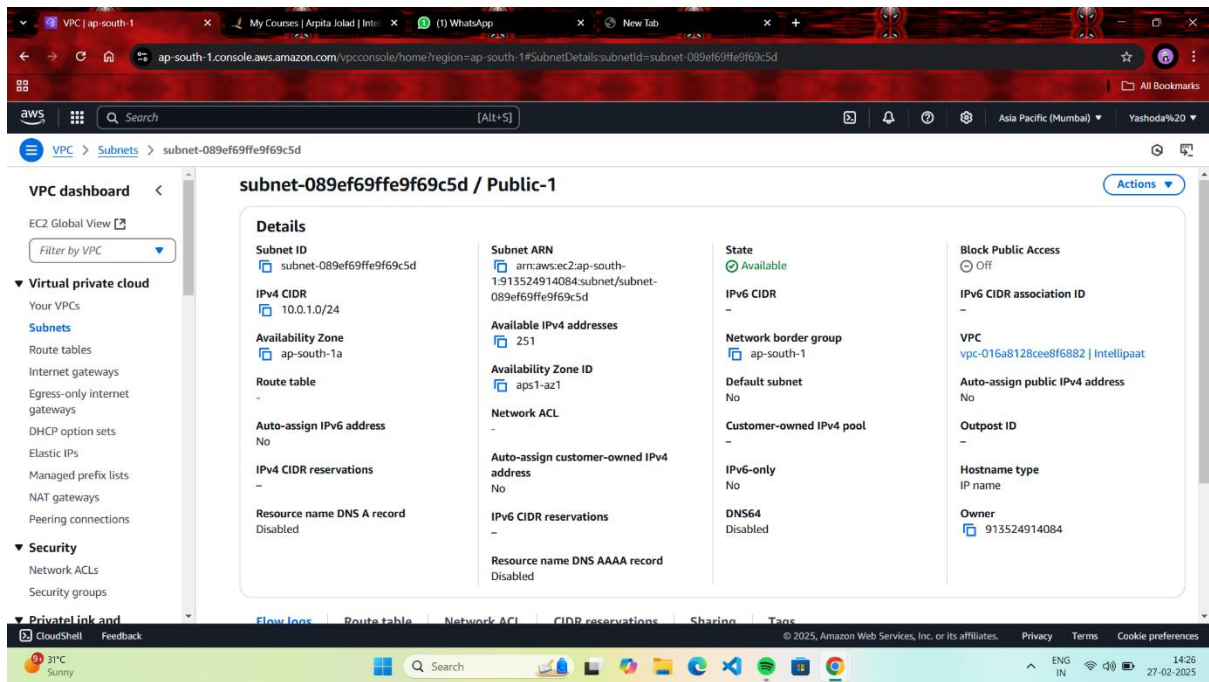 VPC | ap-south-1
My Courses | Arpita Jolad | Inte
(1) WhatsApp
New Tab
ap-south-1.console.aws.amazon.com/vpcconsole/home?region=ap-south-1#SubnetDetails:subnetId=subnet-089ef69ffe9f69c5d
All Bookmarks
aws
Search
[Alt+S]
Asia Pacific (Mumbai)
Yashoda%20
VPC > Subnets > subnet-089ef69ffe9f69c5d
VPC dashboard
EC2 Global View
Filter by VPC
Virtual private cloud
Your VPCs
Subnets
Route tables
Internet gateways
Egress-only internet
gateways
DHCP option sets
Elastic IPs
Managed prefix lists
NAT gateways
Peering connections
Security
Network ACLs
Security groups
PrivateLink and
subnet-089ef69ffe9f69c5d / Public-1
Actions
Details
Subnet ID
subnet-089ef69ffe9f69c5d
IPv4 CIDR
10.0.1.0/24
Availability Zone
ap-south-1a
Route table
-
Auto-assign IPv6 address
No
IPv4 CIDR reservations
–
Resource name DNS A record
Disabled
Subnet ARN
arn:aws:ec2:ap-south-
1:913524914084:subnet/subnet-
089ef69ffe9f69c5d
Available IPv4 addresses
251
Availability Zone ID
aps1-az1
Network ACL
-
Auto-assign customer-owned IPv4
address
No
IPv6 CIDR reservations
–
Resource name DNS AAAA record
Disabled
State
Available
IPv6 CIDR
–
Network border group
ap-south-1
Default subnet
No
Customer-owned IPv4 pool
–
IPv6-only
No
DNS64
Disabled
Block Public Access
Off
IPv6 CIDR association ID
–
VPC
vpc-016a8128cee8f6882 | Intellipaat
Auto-assign public IPv4 address
No
Outpost ID
–
Hostname type
IP name
Owner
913524914084
Flow logs
Route table
Network ACL
CIDR reservations
Sharing
Tags
CloudShell
Feedback
© 2025, Amazon Web Services, Inc. or its affiliates.
Privacy
Terms
Cookie preferences
9+
31°C
Sunny
Search
ENG
IN
14:26
27-02-2025